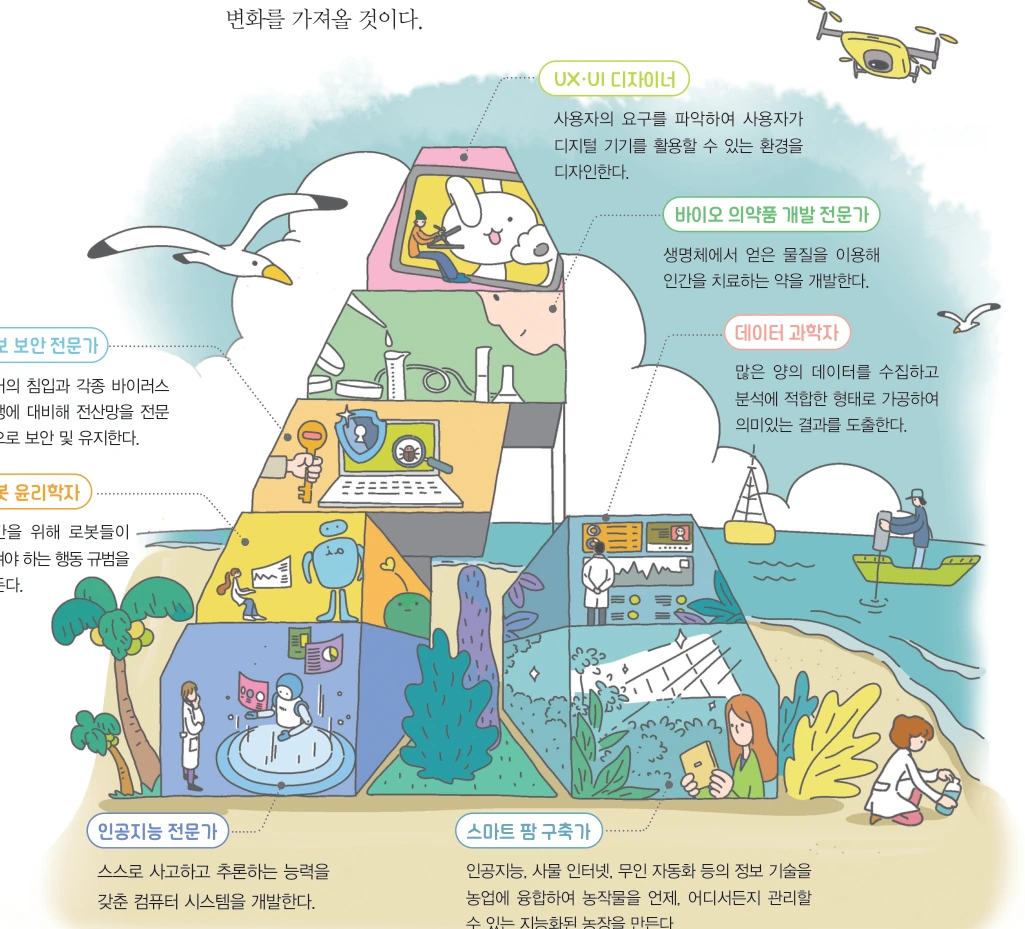 변화를 가져올 것이다.
UX·UI 디자이너
사용자의 요구를 파악하여 사용자가
디지털 기기를 활용할 수 있는 환경을
디자인한다.
바이오 의약품 개발 전문가
생명체에서 얻은 물질을 이용해
인간을 치료하는 약을 개발한다.
데이터 과학자
많은 양의 데이터를 수집하고
분석에 적합한 형태로 가공하여
의미있는 결과를 도출한다.
보안 전문가
침입과 각종 바이러스
대비해 전산망을 전문
보안 및 유지한다.
윤리학자
위해 로봇들이
하는 행동 규범을
인공지능 전문가
스스로 사고하고 추론하는 능력을
갖춘 컴퓨터 시스템을 개발한다.
스마트 팜 구축가
인공지능, 사물 인터넷, 무인 자동화 등의 정보 기술을
농업에 융합하여 농작물을 언제, 어디서든지 관리할
수 있는 지능화된 농장을 만든다